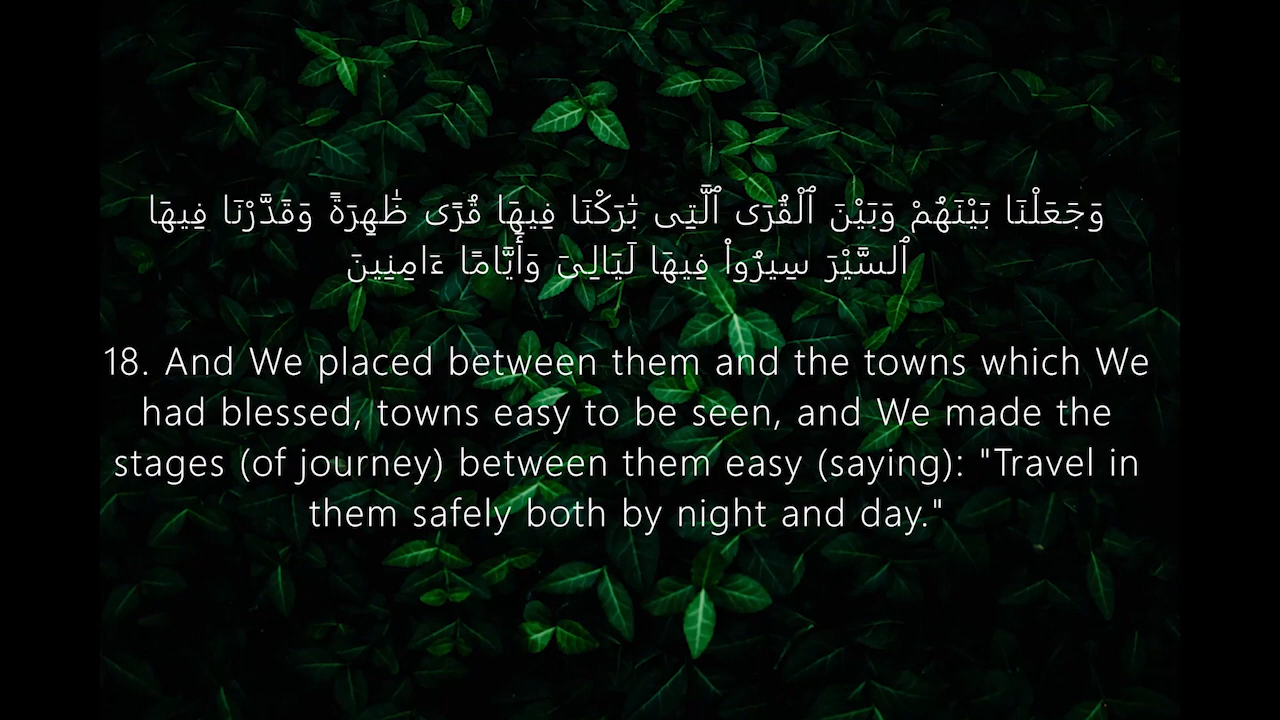 وَجَعَلْنَا بَيْنَهُمْ وَبَيْنَ ٱلْقُرَى ٱلَّتِى بَٰرَكْنَا فِيهَا قُرًى ظَٰهِرَةً وَقَدَّرْنَا فِيهَا
ٱلسَّيْرَ سِيرُوا۟ فِيهَا لَيَالِىَ وَأَيَّامًا ءَامِنِينَ
18. And We placed between them and the towns which We
had blessed, towns easy to be seen, and We made the
stages (of journey) between them easy (saying): "Travel in
them safely both by night and day."